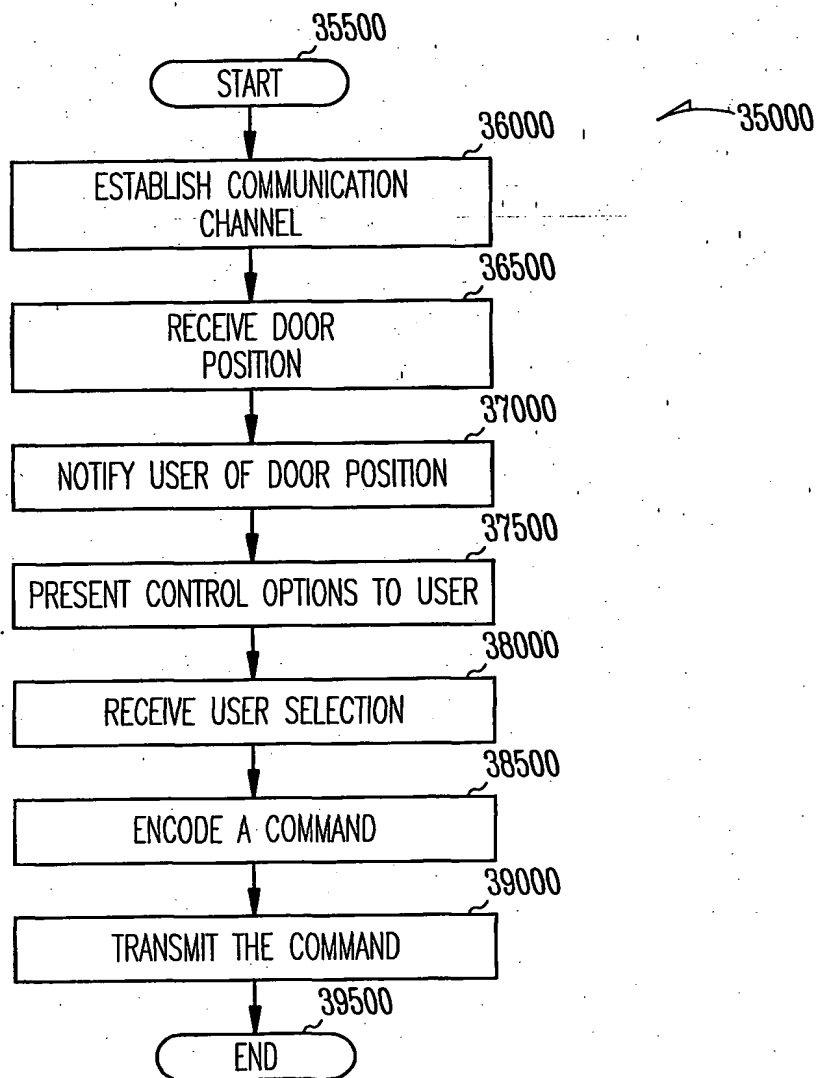 35500
START
35000
36000
ESTABLISH COMMUNICATION
CHANNEL
36500
RECEIVE DOOR
POSITION
37000
NOTIFY USER OF DOOR POSITION
37500
PRESENT CONTROL OPTIONS TO USER
38000
RECEIVE USER SELECTION
38500
ENCODE A COMMAND
39000
TRANSMIT THE COMMAND
39500
END